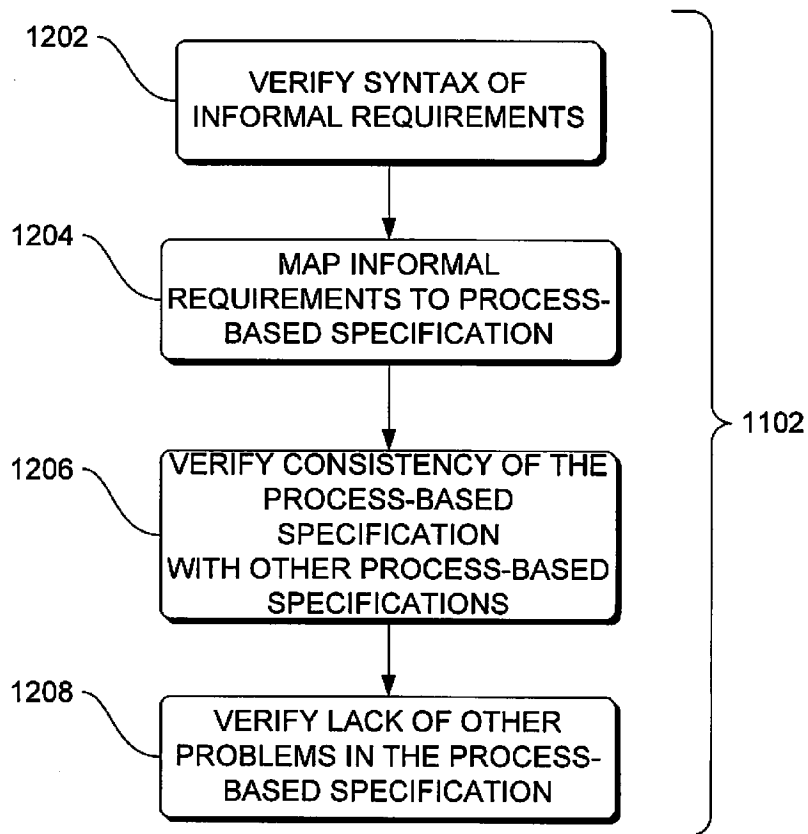 1202
VERIFY SYNTAX OF
INFORMAL REQUIREMENTS
1204
MAP INFORMAL
REQUIREMENTS TO PROCESS-
BASED SPECIFICATION
1102
1206
VERIFY CONSISTENCY OF THE
PROCESS-BASED
SPECIFICATION
WITH OTHER PROCESS-BASED
SPECIFICATIONS
1208
VERIFY LACK OF OTHER
PROBLEMS IN THE PROCESS-
BASED SPECIFICATION